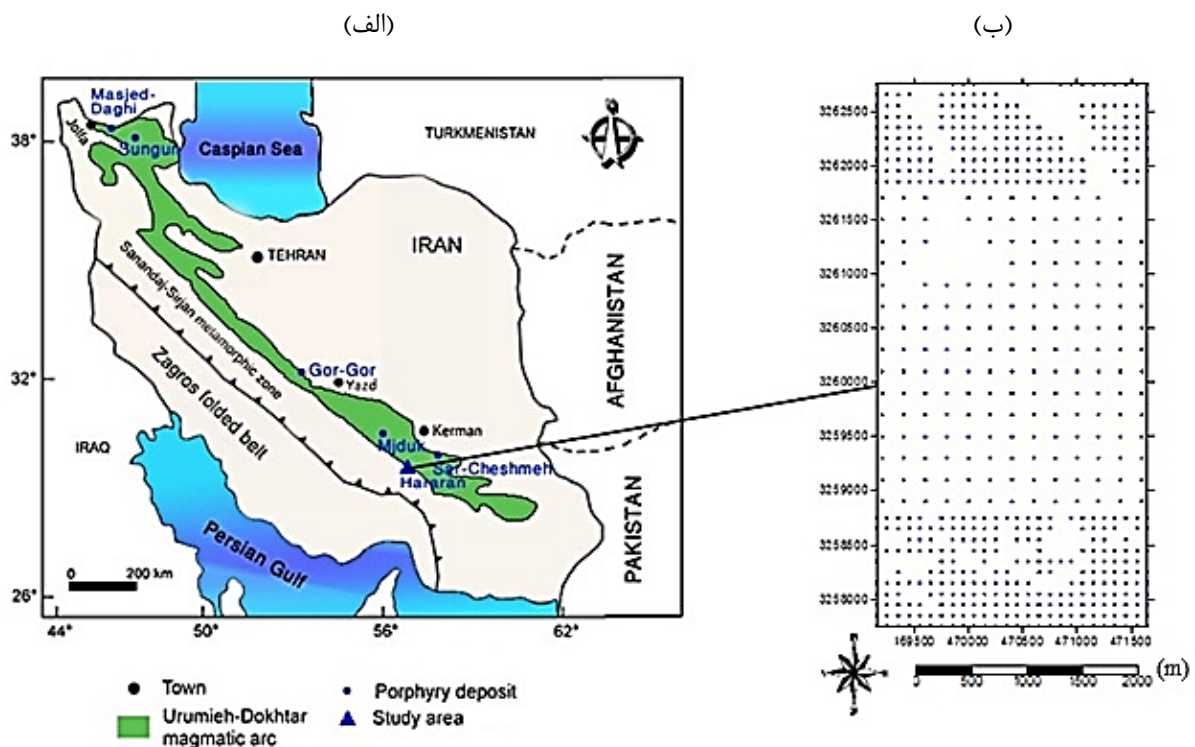 (الف)
(ب)
Masjed-
Daghi
Jolfa
Sungun
38°
Caspian Sea
TURKMENISTAN
TEHRAN
IRAN
Sanandaj-Sirjan metamorphic zone
Zagros folded belt
AFGHANISTAN
32°
Gor-Gor
Yazd
IRAQ
Kerman
Mjduk
Sar-Cheshmeh
Hararan
PAKISTAN
Persian Gulf
0 200 km
26°
44° 50° 56° 62°
Town
Porphyry deposit
Urumieh-Dokhtar
magmatic arc
Study area
3262500
3262000
3261500
3261000
3260500
3260000
3259500
3259000
3258500
3258000
469500 470000 470500 471000 471500
(m)
0 500 1000 1500 2000